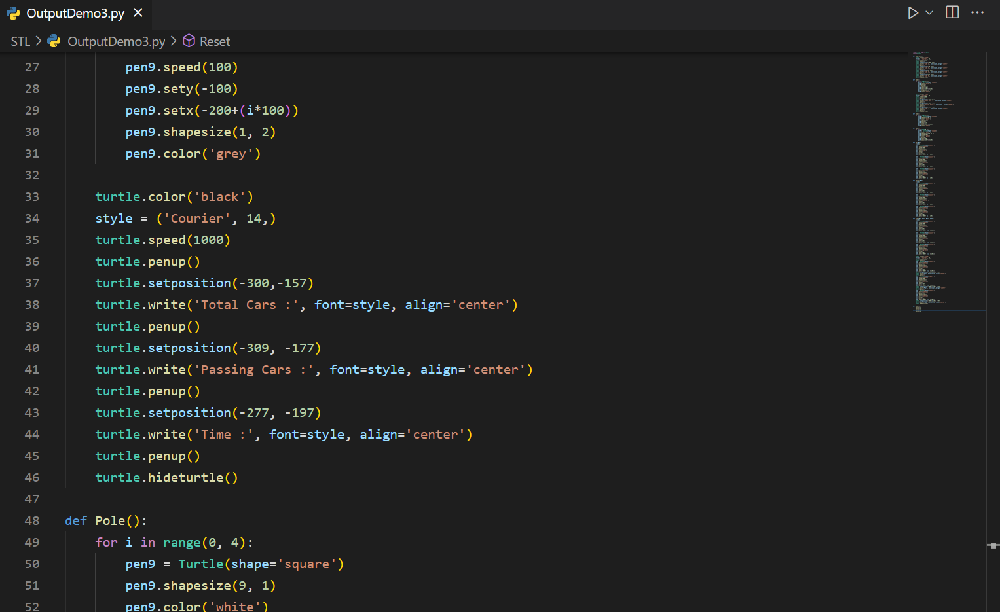 OutputDemo3.py
STL > OutputDemo3.py > Reset
27 pen9.speed(100)
28 pen9.sety(-100)
29 pen9.setx(-200+(i*100))
30 pen9.shapesize(1, 2)
31 pen9.color('grey')
32
33 turtle.color('black')
34 style = ('Courier', 14,)
35 turtle.speed(1000)
36 turtle.penup()
37 turtle.setposition(-300,-157)
38 turtle.write('Total Cars :', font=style, align='center')
39 turtle.penup()
40 turtle.setposition(-309, -177)
41 turtle.write('Passing Cars :', font=style, align='center')
42 turtle.penup()
43 turtle.setposition(-277, -197)
44 turtle.write('Time :', font=style, align='center')
45 turtle.penup()
46 turtle.hideturtle()
47
48 def Pole():
49 for i in range(0, 4):
50 pen9 = Turtle(shape='square')
51 pen9.shapesize(9, 1)
52 pen9.color('white')